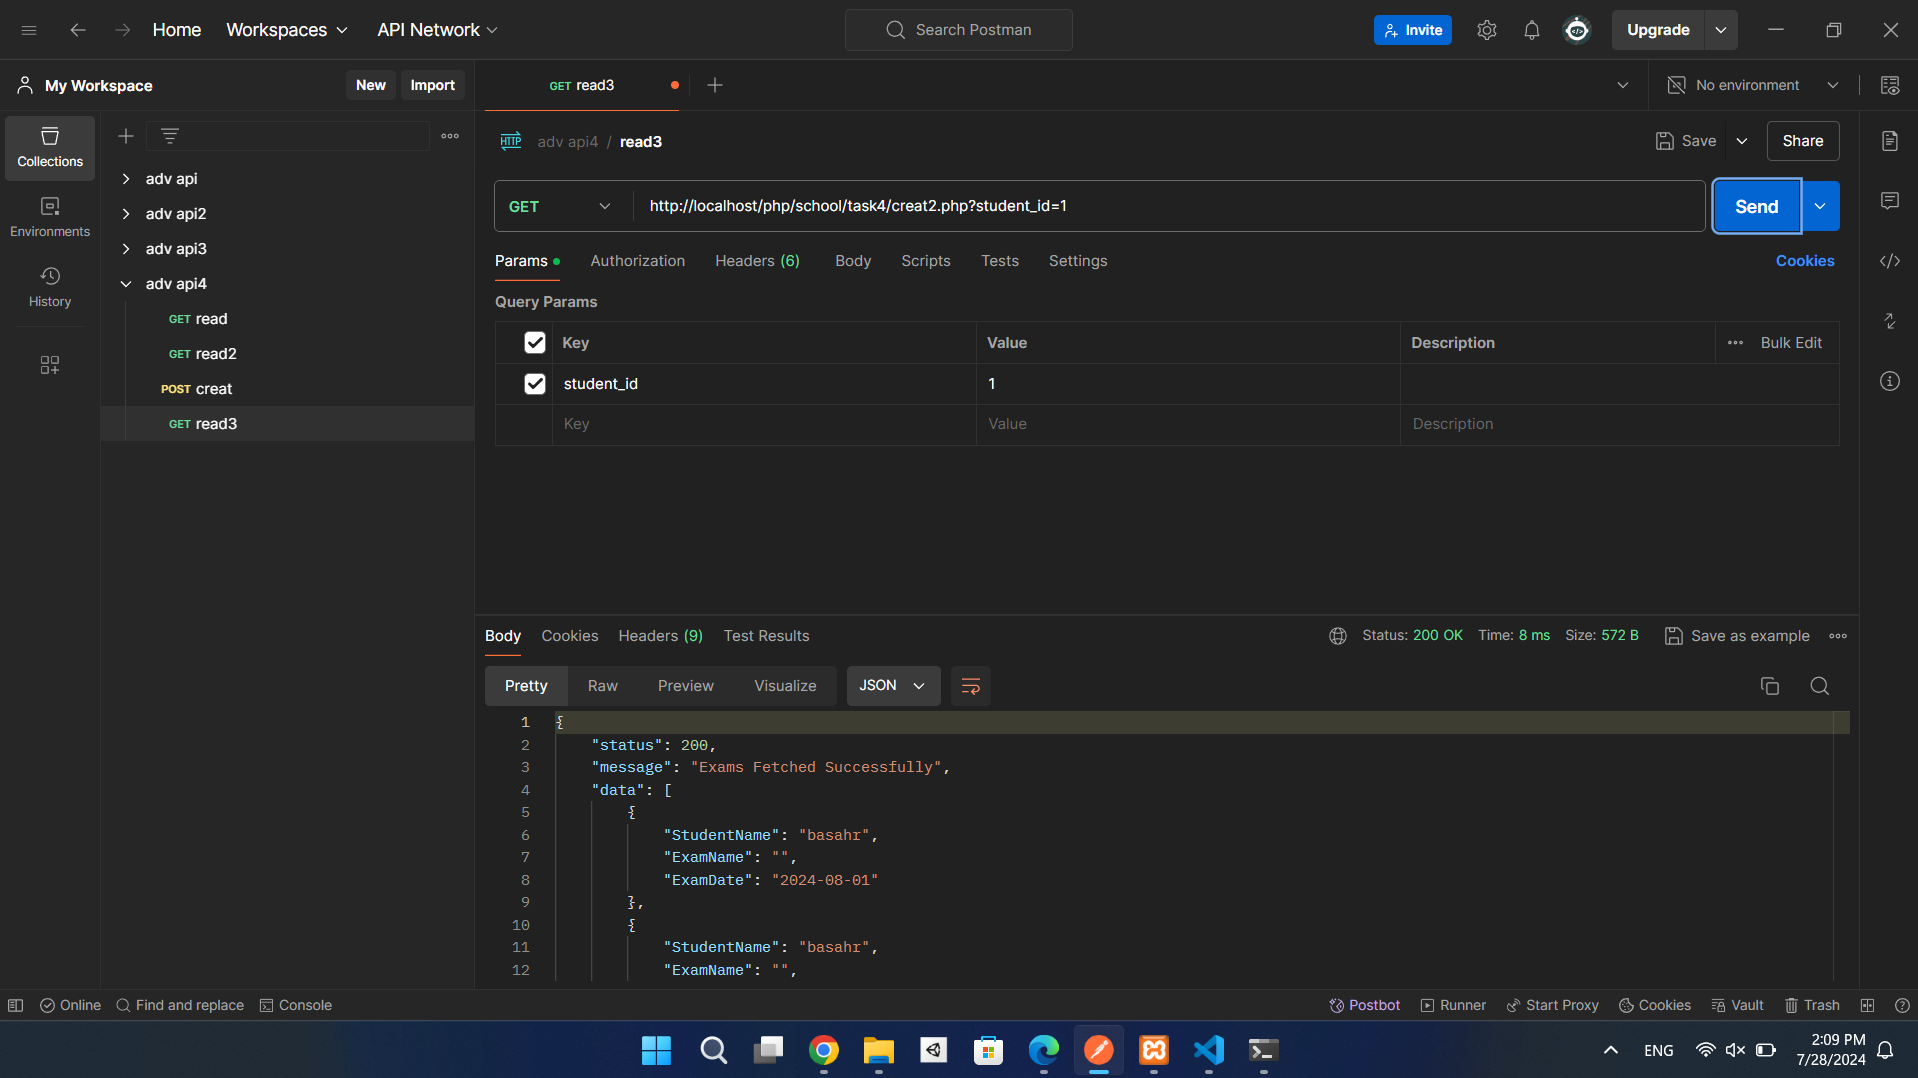 Home
Workspaces
API Network
Search Postman
Invite
Upgrade
My Workspace
New
Import
GET read3
No environment
Collections
Environments
History
adv api
adv api2
adv api3
adv api4
GET read
GET read2
POST creat
GET read3
HTTP adv api4 / read3
Save
Share
GET
http://localhost/php/school/task4/creat2.php?student_id=1
Send
Params
Authorization
Headers (6)
Body
Scripts
Tests
Settings
Cookies
Query Params
Key Value Description Bulk Edit
student_id 1
Key Value Description
Body
Cookies
Headers (9)
Test Results
Status: 200 OK Time: 8 ms Size: 572 B
Save as example
Pretty
Raw
Preview
Visualize
JSON
1 {
2 "status": 200,
3 "message": "Exams Fetched Successfully",
4 "data": [
5 {
6 "StudentName": "basahr",
7 "ExamName": "",
8 "ExamDate": "2024-08-01"
9 },
10 {
11 "StudentName": "basahr",
12 "ExamName": "",
Online
Find and replace
Console
Postbot
Runner
Start Proxy
Cookies
Vault
Trash
ENG
2:09 PM
7/28/2024